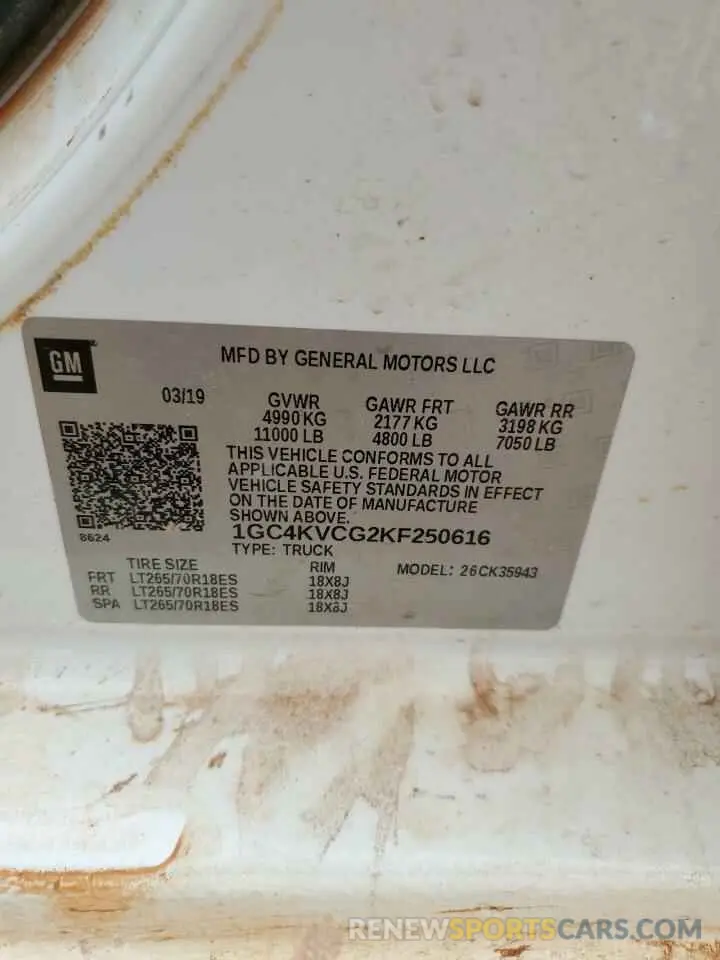 GM
MFD BY GENERAL MOTORS LLC
03/19
GVWR GAWR FRT GAWR RR
4990 KG 2177 KG 3198 KG
11000 LB 4800 LB 7050 LB
THIS VEHICLE CONFORMS TO ALL
APPLICABLE U.S. FEDERAL MOTOR
VEHICLE SAFETY STANDARDS IN EFFECT
ON THE DATE OF MANUFACTURE
SHOWN ABOVE.
8624
1GC4KVCG2KF250616
TYPE: TRUCK
TIRE SIZE RIM MODEL: 26CK35943
FRT LT265/70R18ES 18X8J
RR LT265/70R18ES 18X8J
SPA LT265/70R18ES 18X8J
RENEWSPORTSCARS.COM